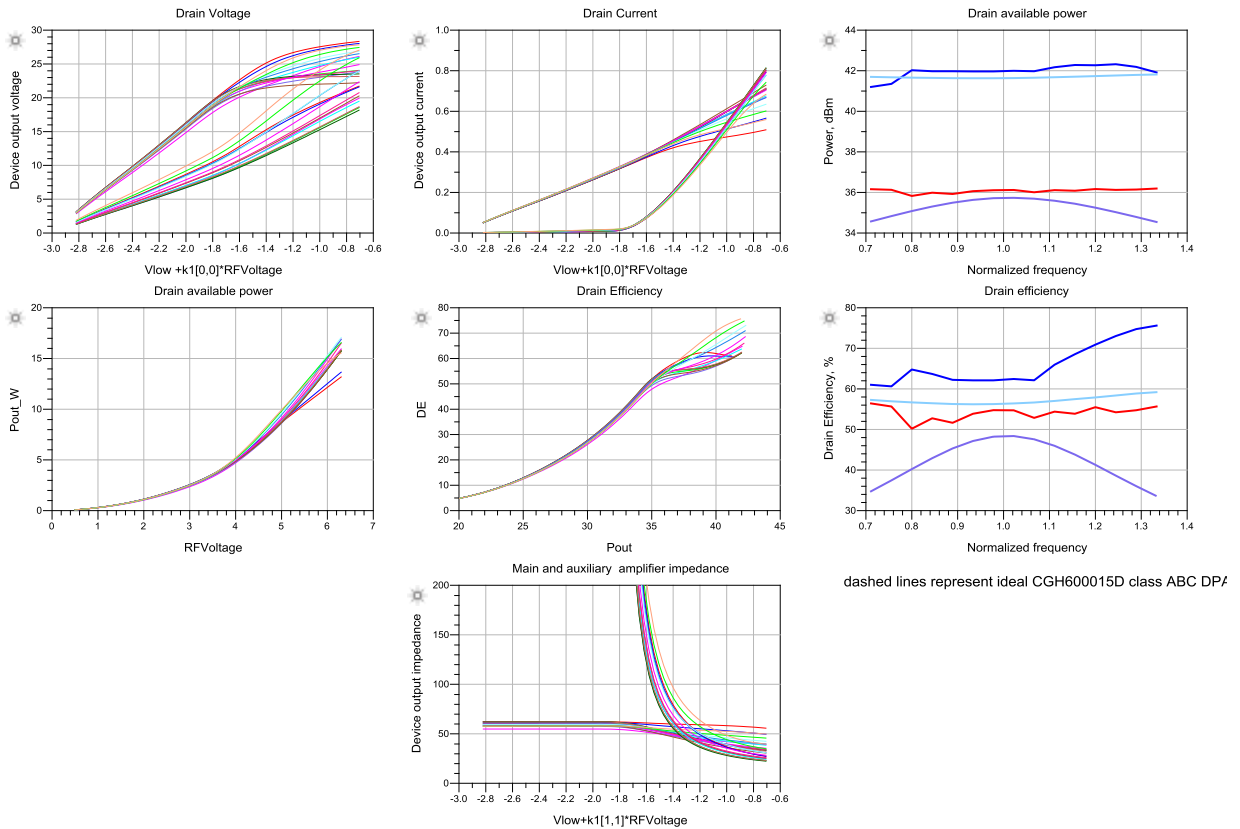 Drain Voltage
Device output voltage
30
25
20
15
10
5
0
-3.0 -2.8 -2.6 -2.4 -2.2 -2.0 -1.8 -1.6 -1.4 -1.2 -1.0 -0.8 -0.6
Vlow +k1[0,0]*RFVoltage
Drain Current
Device output current
1.0
0.8
0.6
0.4
0.2
0.0
-3.0 -2.8 -2.6 -2.4 -2.2 -2.0 -1.8 -1.6 -1.4 -1.2 -1.0 -0.8 -0.6
Vlow+k1[0,0]*RFVoltage
Drain available power
Power, dBm
44
42
40
38
36
34
0.7 0.8 0.9 1.0 1.1 1.2 1.3 1.4
Normalized frequency
Drain available power
Pout_W
20
15
10
5
0
0 1 2 3 4 5 6 7
RFVoltage
Drain Efficiency
DE
80
70
60
50
40
30
20
10
0
20 25 30 35 40 45
Pout
Drain efficiency
Drain Efficiency, %
80
70
60
50
40
30
0.7 0.8 0.9 1.0 1.1 1.2 1.3 1.4
Normalized frequency
Main and auxiliary amplifier impedance
Device output impedance
200
150
100
50
0
-3.0 -2.8 -2.6 -2.4 -2.2 -2.0 -1.8 -1.6 -1.4 -1.2 -1.0 -0.8 -0.6
Vlow+k1[1,1]*RFVoltage
dashed lines represent ideal CGH600015D class ABC DPA